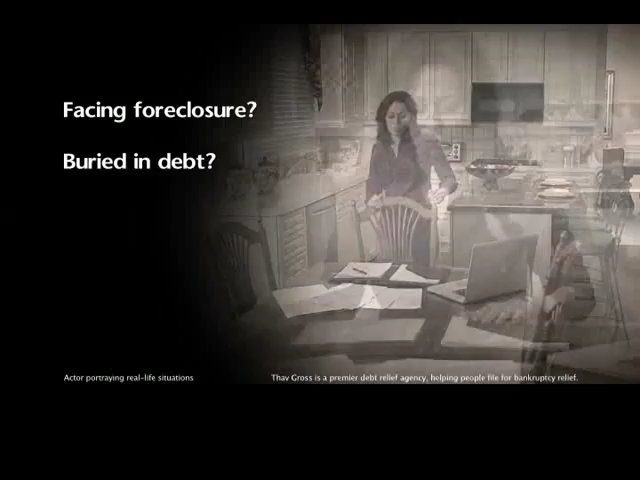 Facing foreclosure?
Buried in debt?
Actor portraying real-life situations
Thav Gross is a premier debt relief agency, helping people file for bankruptcy relief.